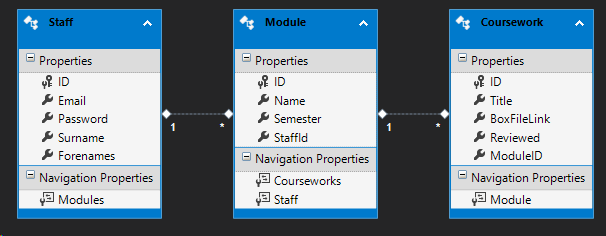 Staff
Properties
ID
Email
Password
Surname
Forenames
Navigation Properties
Modules
1
*
Module
Properties
ID
Name
Semester
StaffId
Navigation Properties
Courseworks
Staff
1
*
Coursework
Properties
ID
Title
BoxFileLink
Reviewed
ModuleID
Navigation Properties
Module